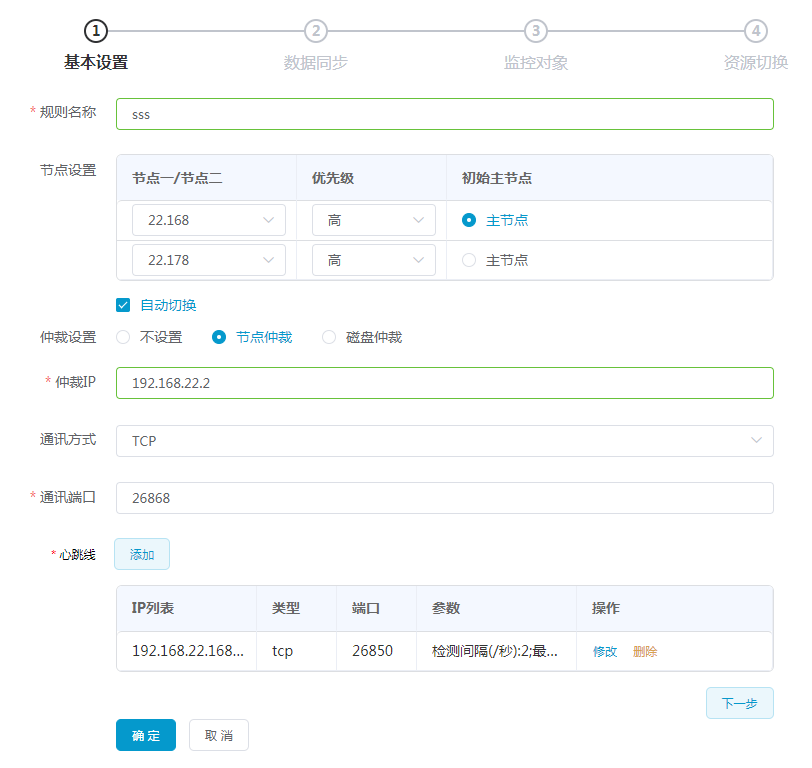 1 2 3 4
基本设置 数据同步 监控对象 资源切换
* 规则名称 sss
节点设置 节点一/节点二 优先级 初始主节点
22.168 高 主节点
22.178 高 主节点
自动切换
仲裁设置 不设置 节点仲裁 磁盘仲裁
* 仲裁IP 192.168.22.2
通讯方式 TCP
* 通讯端口 26868
* 心跳线 添加
IP列表 类型 端口 参数 操作
192.168.22.168... tcp 26850 检测间隔(/秒):2;最... 修改 删除
下一步
确 定 取 消